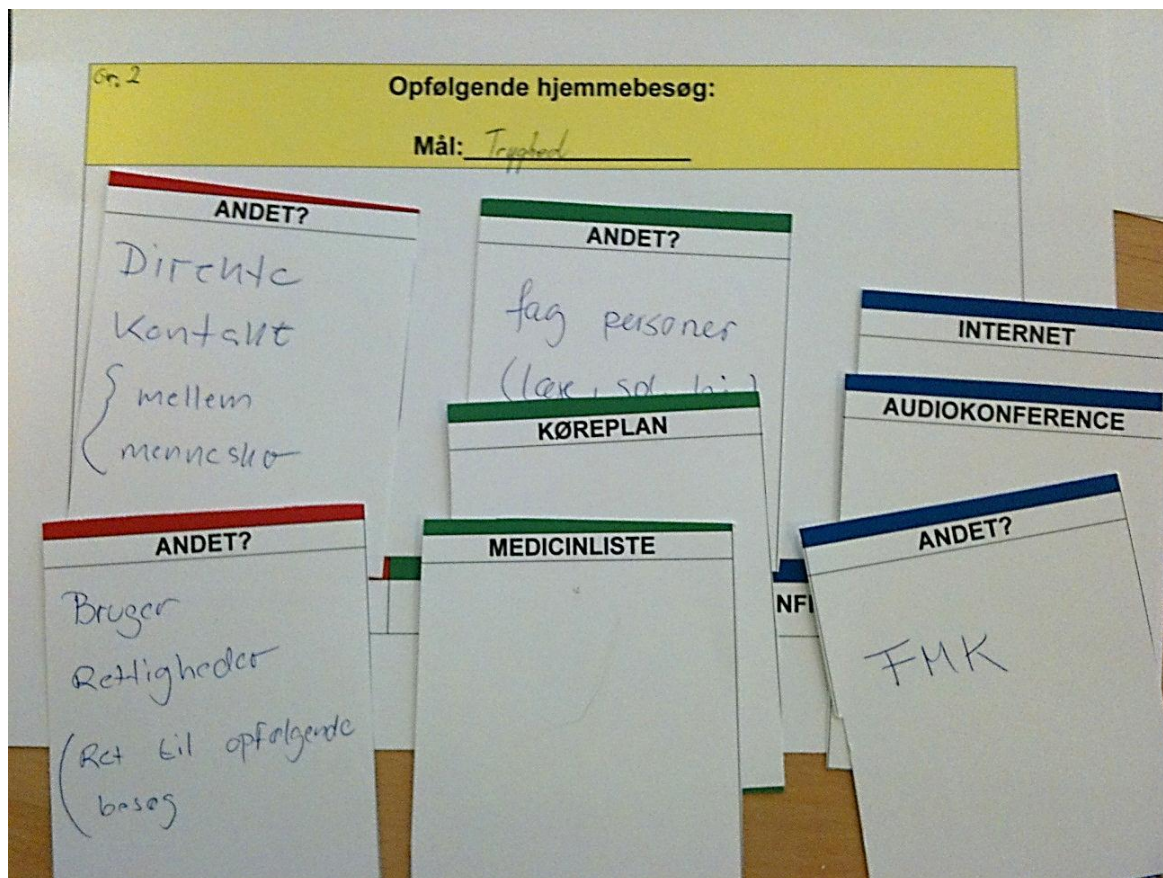 Gr. 2
Opfølgende hjemmebesøg:
Mål: Tryghed
ANDET?
Direkte
Kontakt
mellem
mennesker
ANDET?
fag personer
KØREPLAN
MEDICINLISTE
INTERNET
AUDIOKONFERENCE
ANDET?
FMK
ANDET?
Bruger
Rettigheder
(Ret til opfølgende
besøg